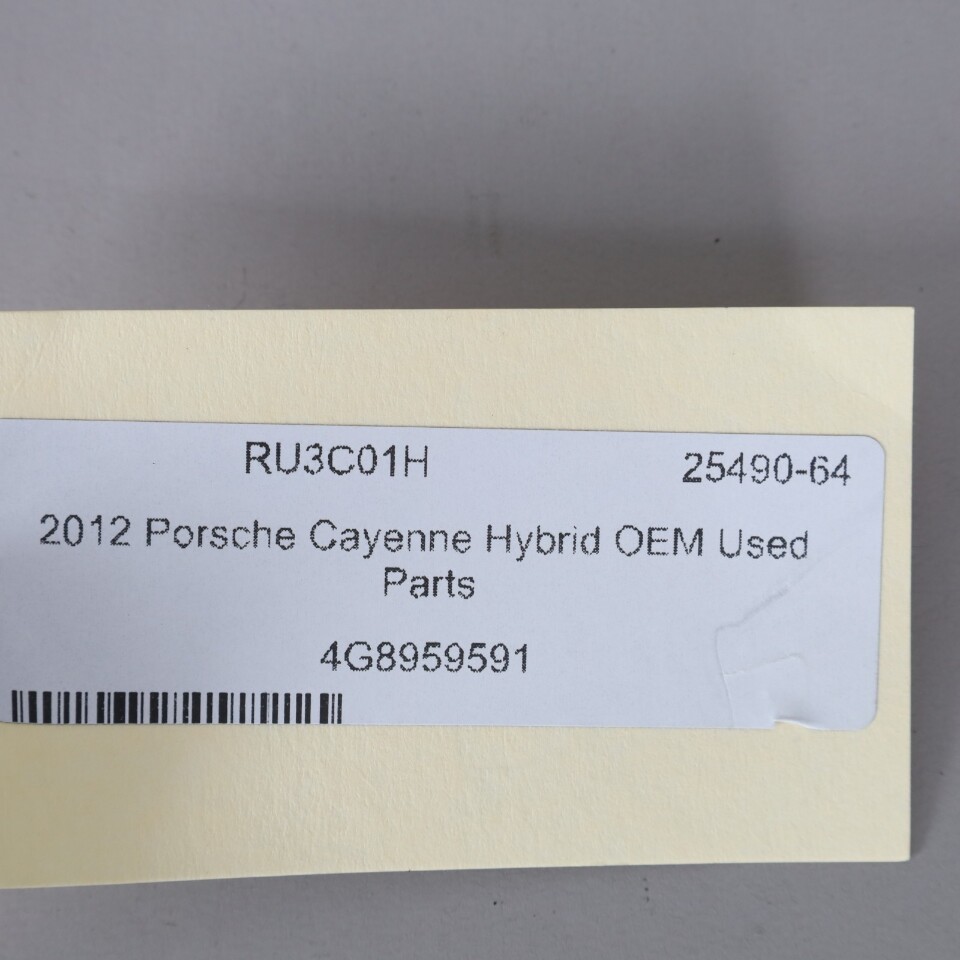 RU3C01H 25490-64
2012 Porsche Cayenne Hybrid OEM Used
Parts
4G8959591